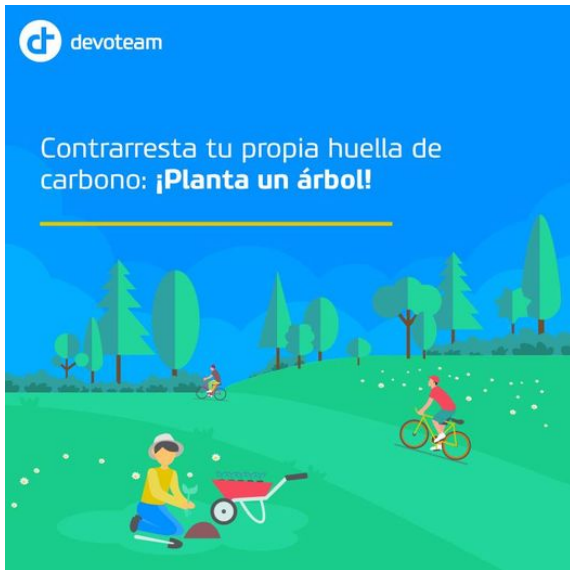 devoteam
Contrarresta tu propia huella de
carbono: ¡Planta un árbol!